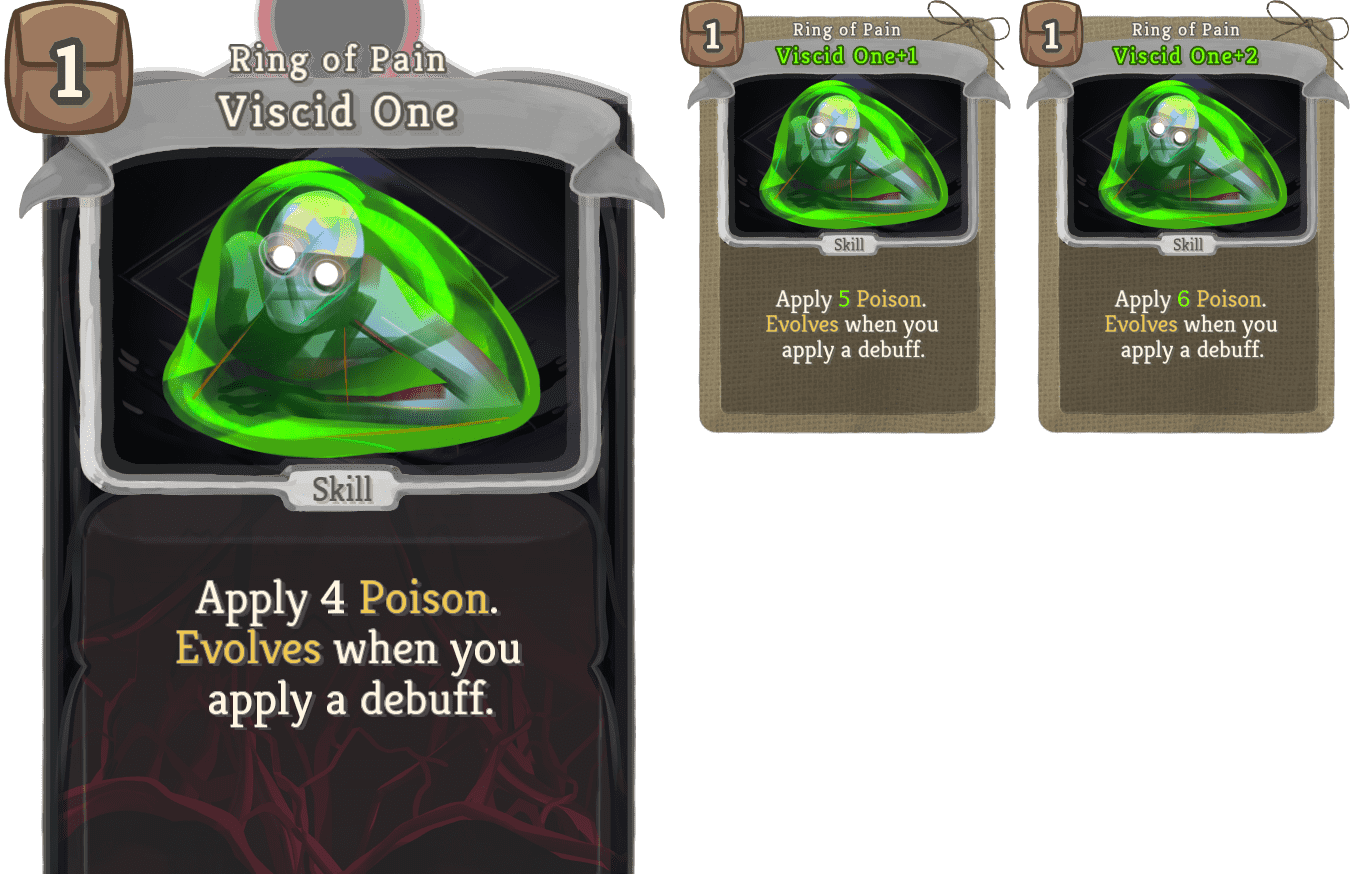 1
Ring of Pain
Viscid One
Skill
Apply 4 Poison.
Evolves when you
apply a debuff.
1
Ring of Pain
Viscid One+1
Skill
Apply 5 Poison.
Evolves when you
apply a debuff.
1
Ring of Pain
Viscid One+2
Skill
Apply 6 Poison.
Evolves when you
apply a debuff.